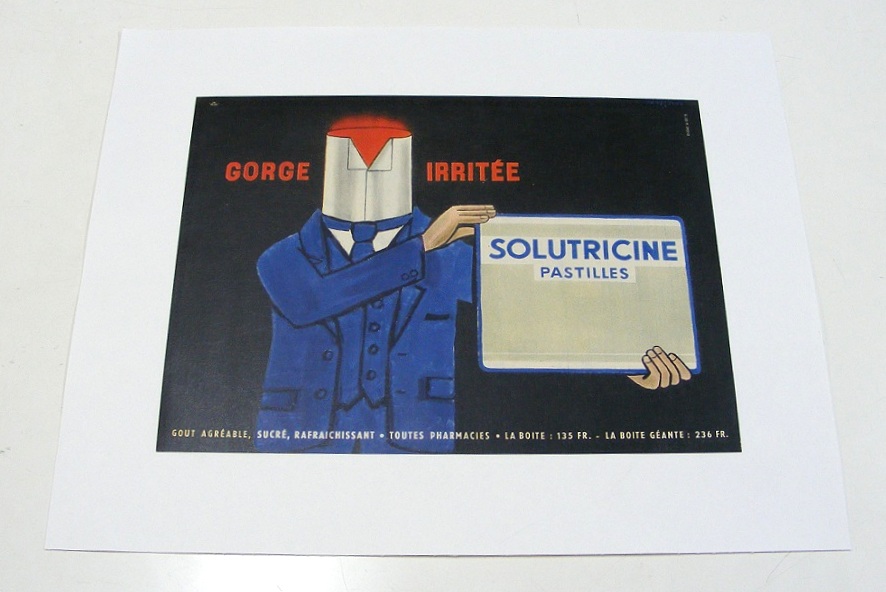 GORGE IRRITÉE
SOLUTRICINE
PASTILLES
GOUT AGRÉABLE, SUCRÉ, RAFRAICHISSANT • TOUTES PHARMACIES • LA BOITE : 135 FR. - LA BOITE GÉANTE : 236 FR.